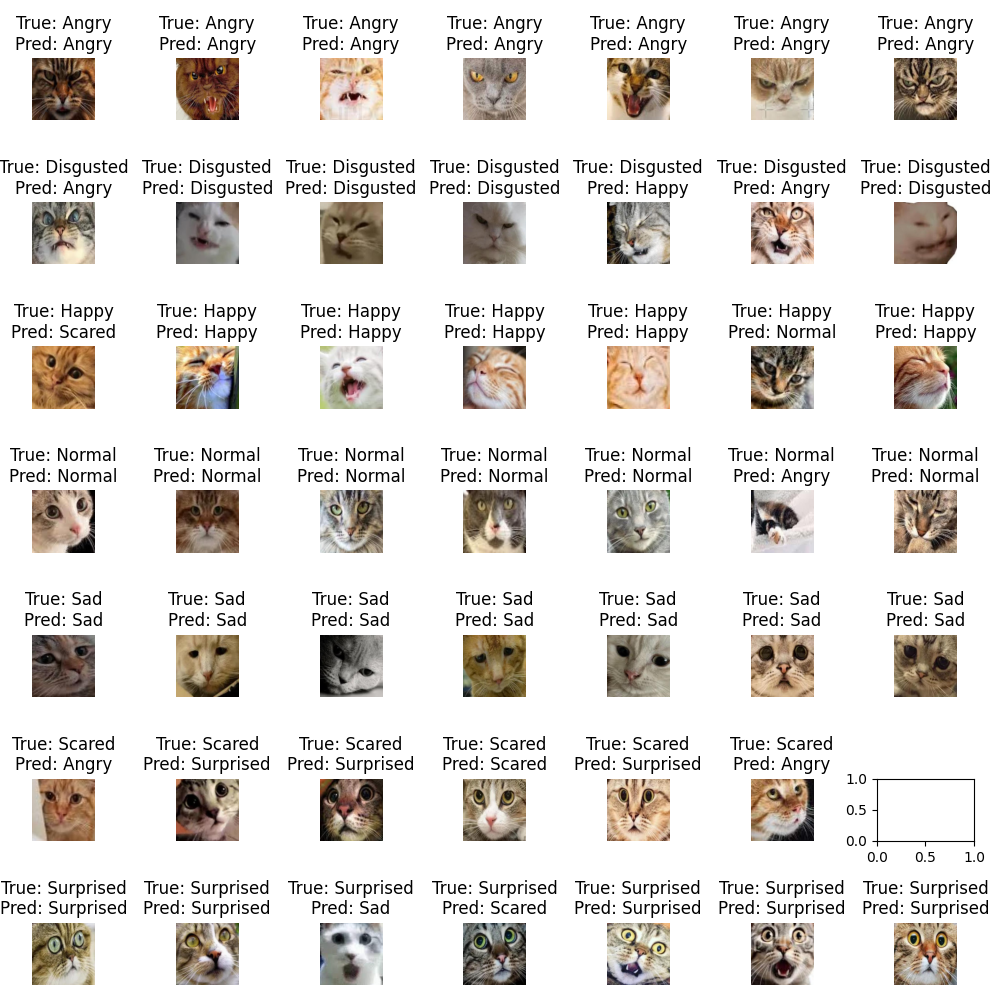 True: Angry True: Angry True: Angry True: Angry True: Angry True: Angry True: Angry
Pred: Angry Pred: Angry Pred: Angry Pred: Angry Pred: Angry Pred: Angry Pred: Angry
True: Disgusted True: Disgusted True: Disgusted True: Disgusted True: Disgusted True: Disgusted True: Disgusted
Pred: Angry Pred: Disgusted Pred: Disgusted Pred: Disgusted Pred: Happy Pred: Angry Pred: Disgusted
True: Happy True: Happy True: Happy True: Happy True: Happy True: Happy True: Happy
Pred: Scared Pred: Happy Pred: Happy Pred: Happy Pred: Happy Pred: Normal Pred: Happy
True: Normal True: Normal True: Normal True: Normal True: Normal True: Normal True: Normal
Pred: Normal Pred: Normal Pred: Normal Pred: Normal Pred: Normal Pred: Angry Pred: Normal
True: Sad True: Sad True: Sad True: Sad True: Sad True: Sad True: Sad
Pred: Sad Pred: Sad Pred: Sad Pred: Sad Pred: Sad Pred: Sad Pred: Sad
True: Scared True: Scared True: Scared True: Scared True: Scared True: Scared
Pred: Angry Pred: Surprised Pred: Surprised Pred: Scared Pred: Surprised Pred: Angry
1.0
0.5
0.0
0.0 0.5 1.0
True: Surprised True: Surprised True: Surprised True: Surprised True: Surprised True: Surprised True: Surprised
Pred: Surprised Pred: Surprised Pred: Sad Pred: Scared Pred: Surprised Pred: Surprised Pred: Surprised